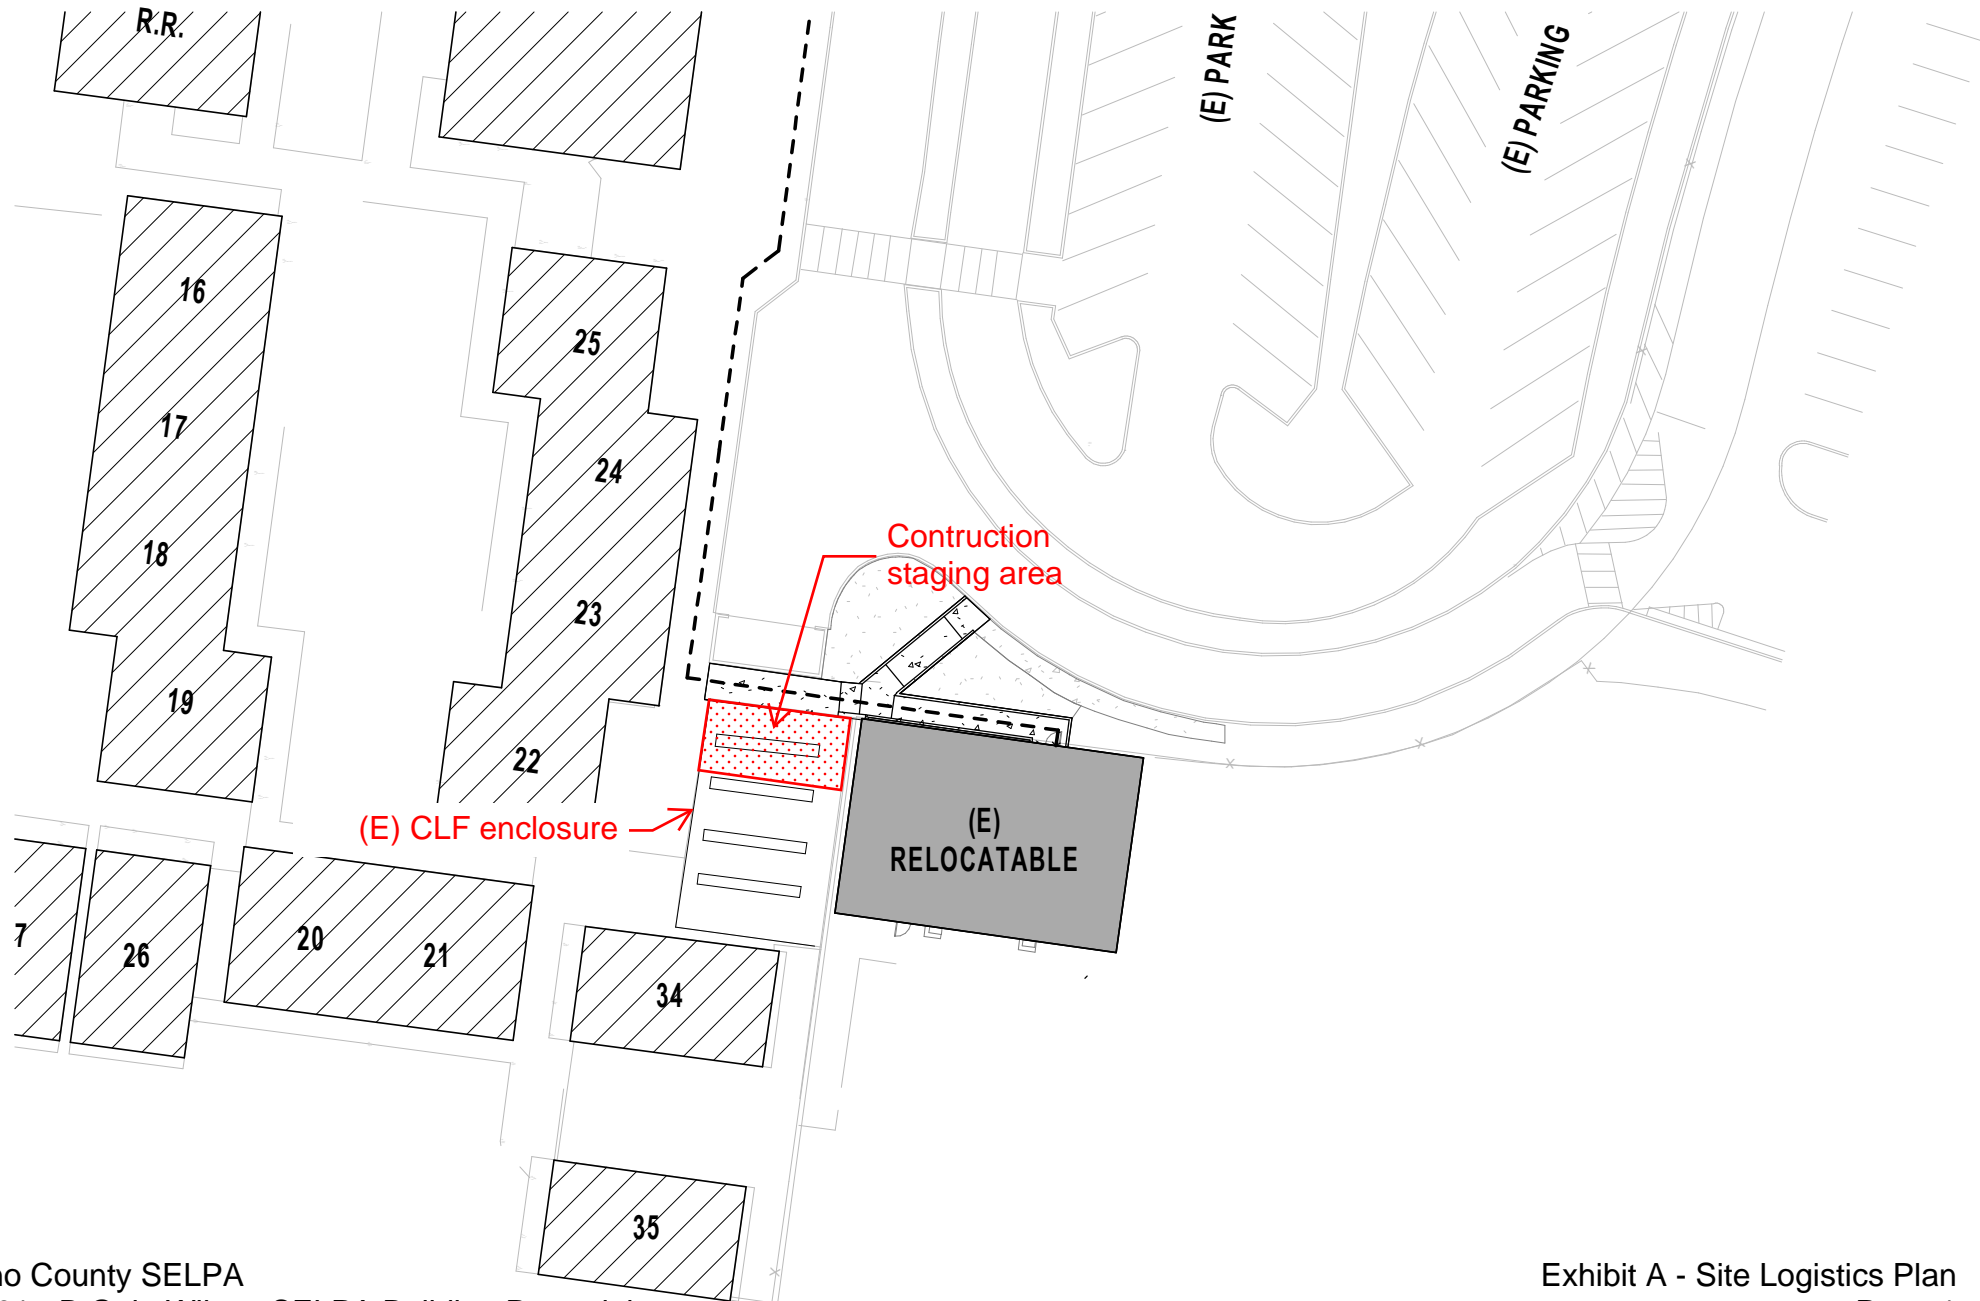 R.R.
(E) PARK
(E) PARKING
16
25
17
24
Contruction
staging area
18
23
19
22
(E) CLF enclosure
(E)
RELOCATABLE
7
26
20
21
34
35
County SELPA
Exhibit A - Site Logistics Plan